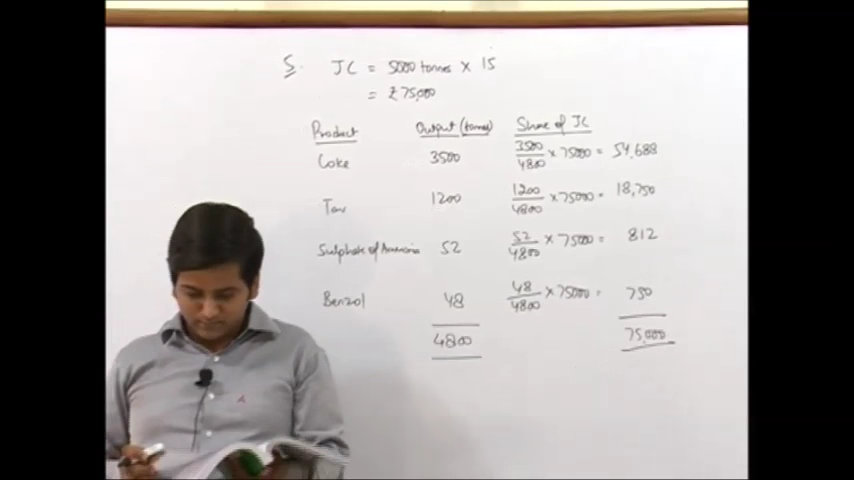 5. JC = 5000 tonnes × 15
= ₹75,000
Product Output (tonnes) Share of JC
Coke 3500 3500/4800 × 75000 = 54,688
Tar 1200 1200/4800 × 75000 = 18,750
Sulphate of Ammonia 52 52/4800 × 75000 = 812
Benzol 48 48/4800 × 75000 = 750
4800 75,000